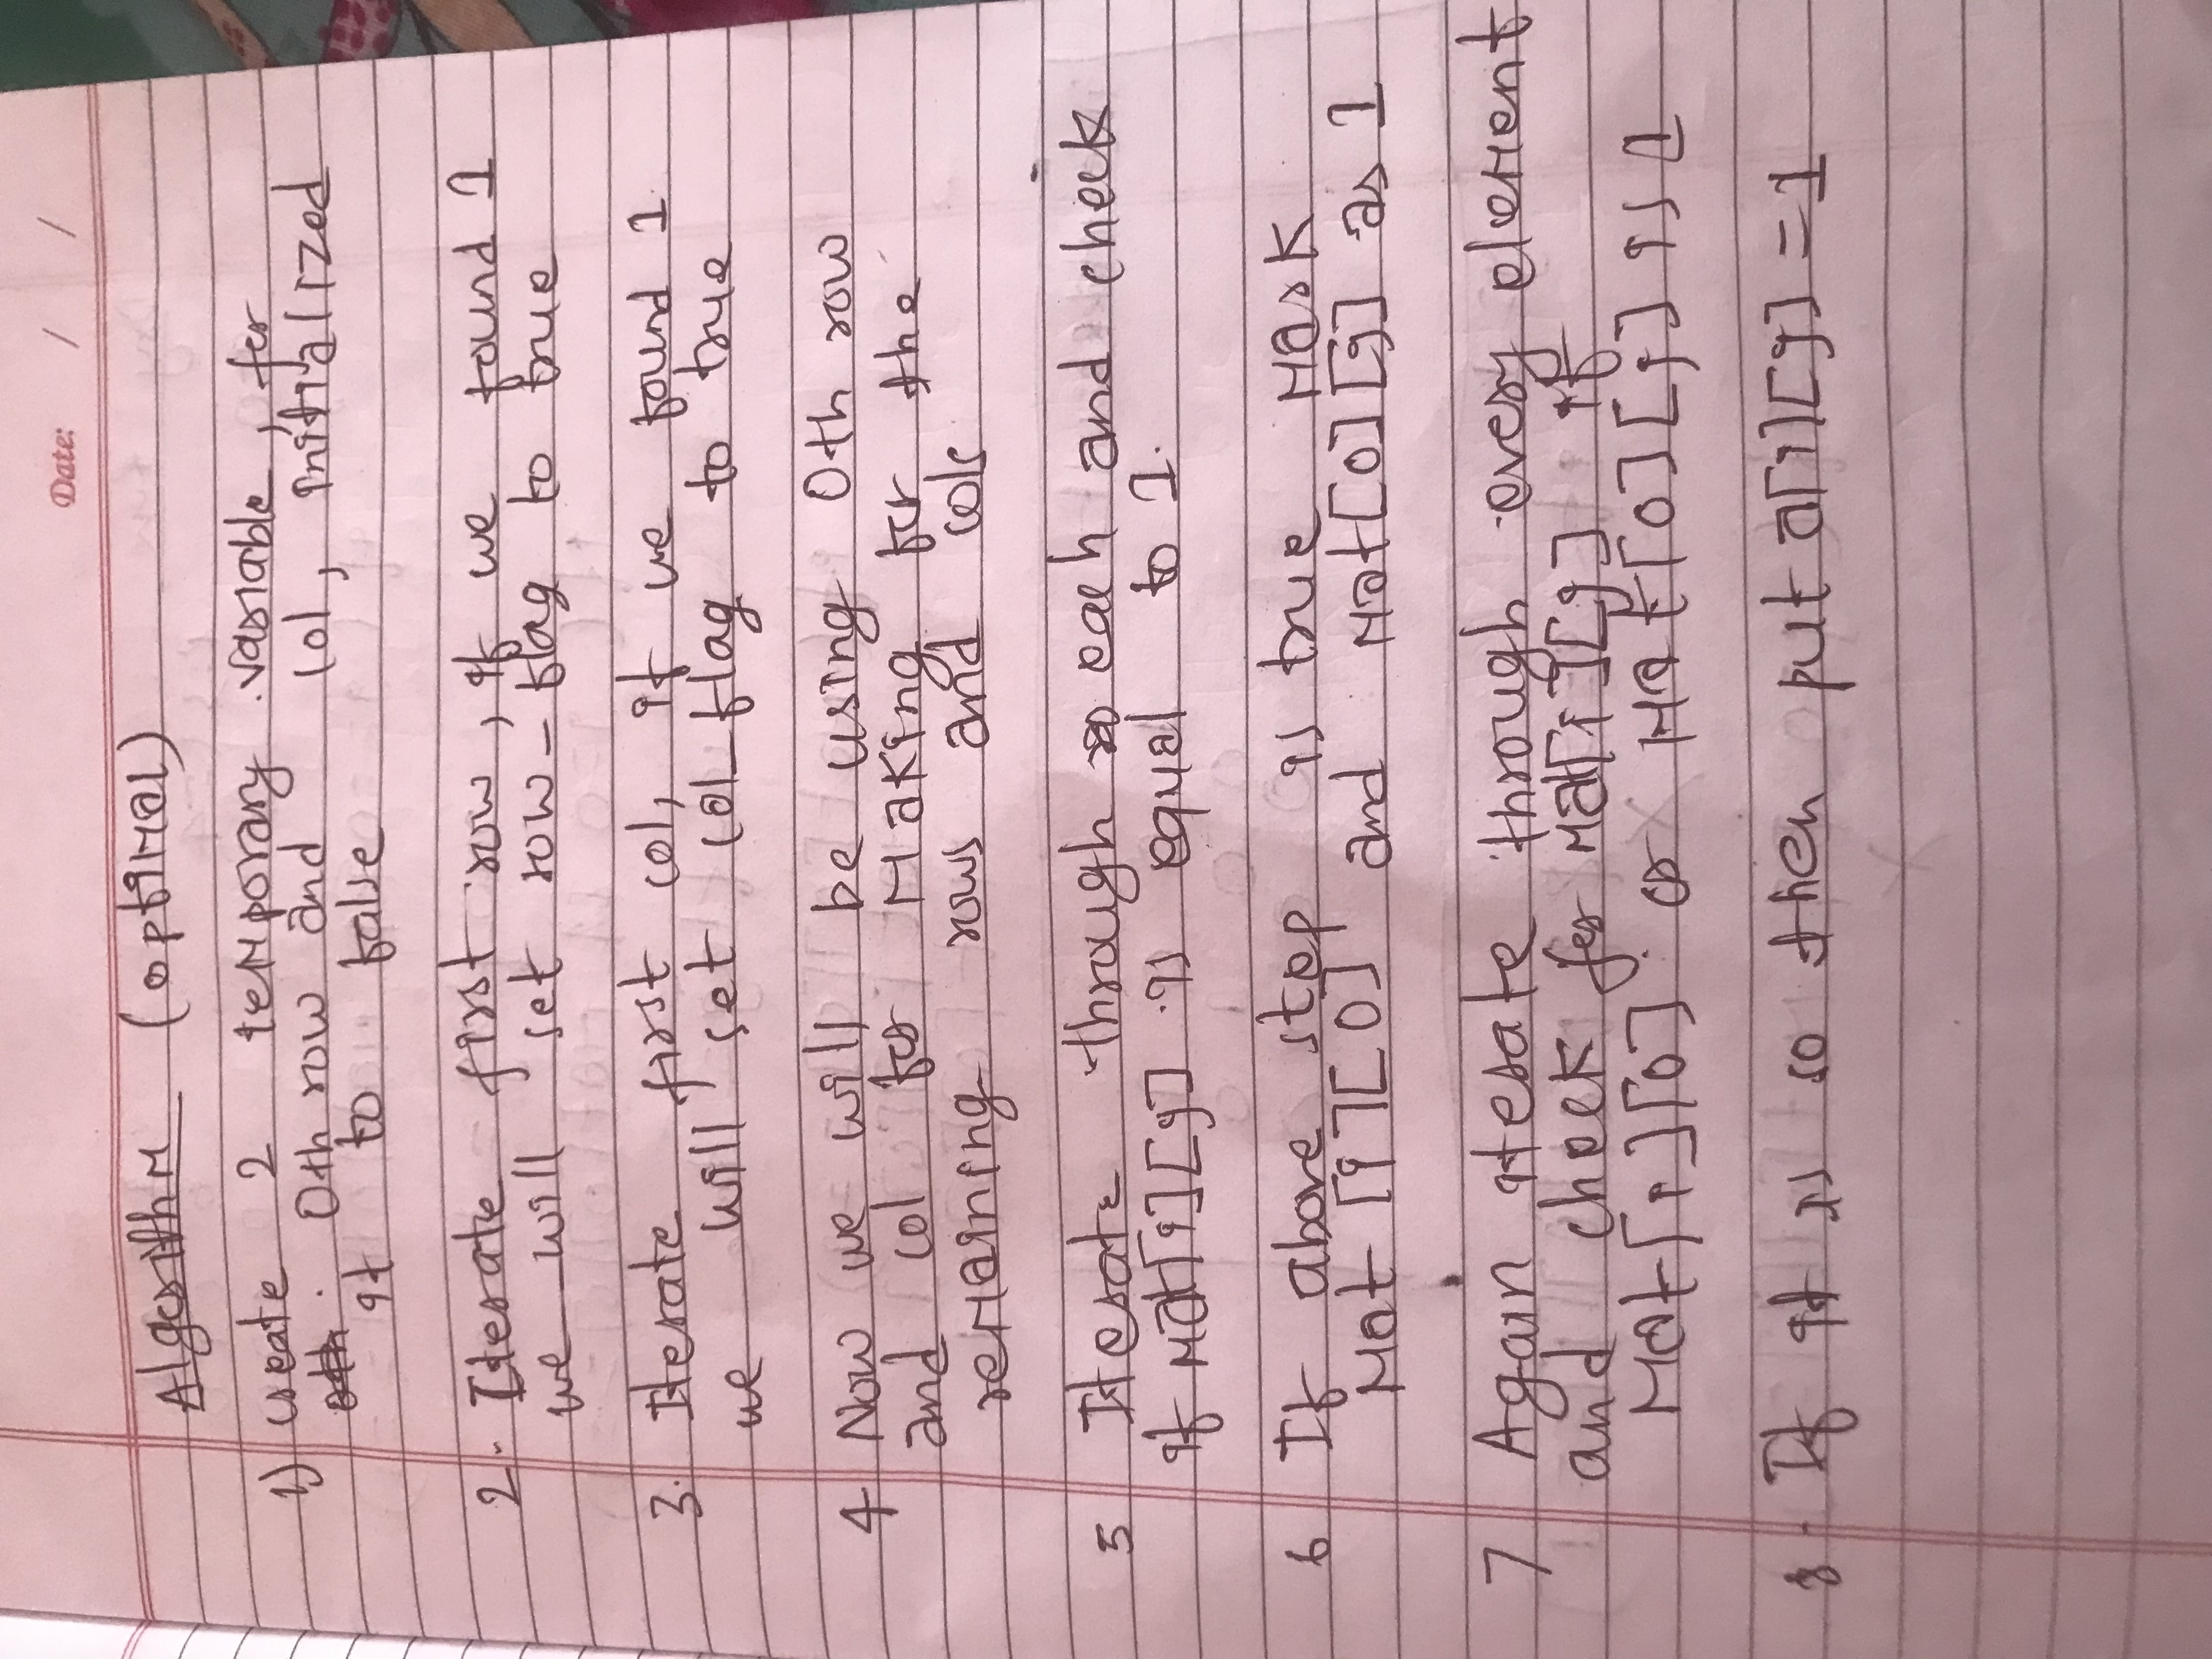 Date: / /
Algorithm (optimal)
1) create 2 temporary variable, for
0th row and col, initialized
it to false
2. Iterate first row, if we found 1
we will set row-flag to true
3. Iterate first col, if we found 1
we will set col_flag to true
4 Now we will be using 0th row
and col for Making for the
remaining rows and cols
5 Iterate through each and check
if mat[i][j] is equal to 1.
6 If above step is true mark
Mat [i][0] and mat[0][j] as 1
7 Again iterate through every element
and check for mat[i][j] if
Mat[i][0] or Mat[0][j] is 1
8 If it is so then put a[i][j] = 1